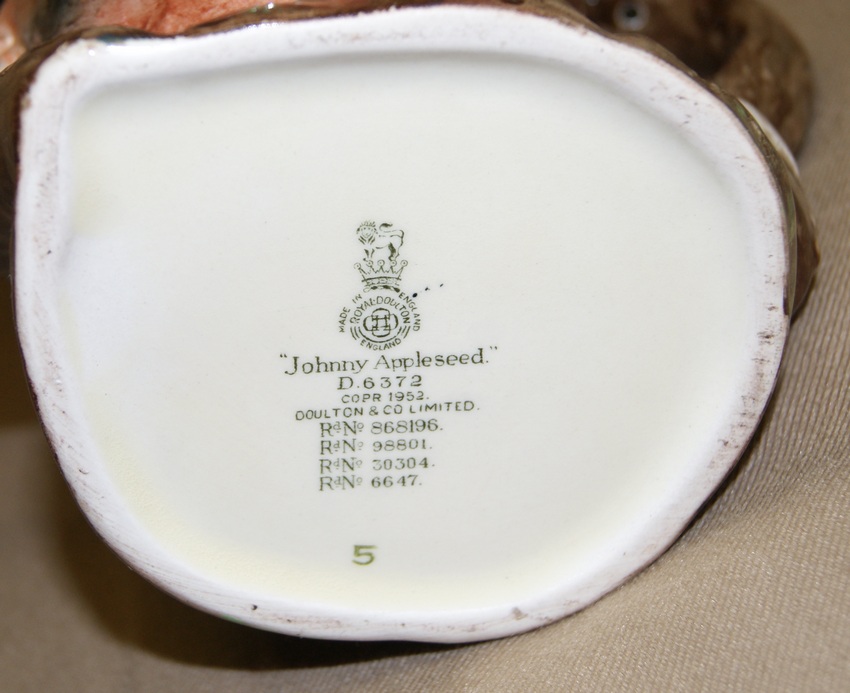 MADE IN ENGLAND
ROYAL DOULTON
ENGLAND
"Johnny Appleseed."
D.6372
COPR 1952.
DOULTON & CO LIMITED.
RdNo 868196.
RdNo 98801.
RdNo 30304.
RdNo 6647.
5